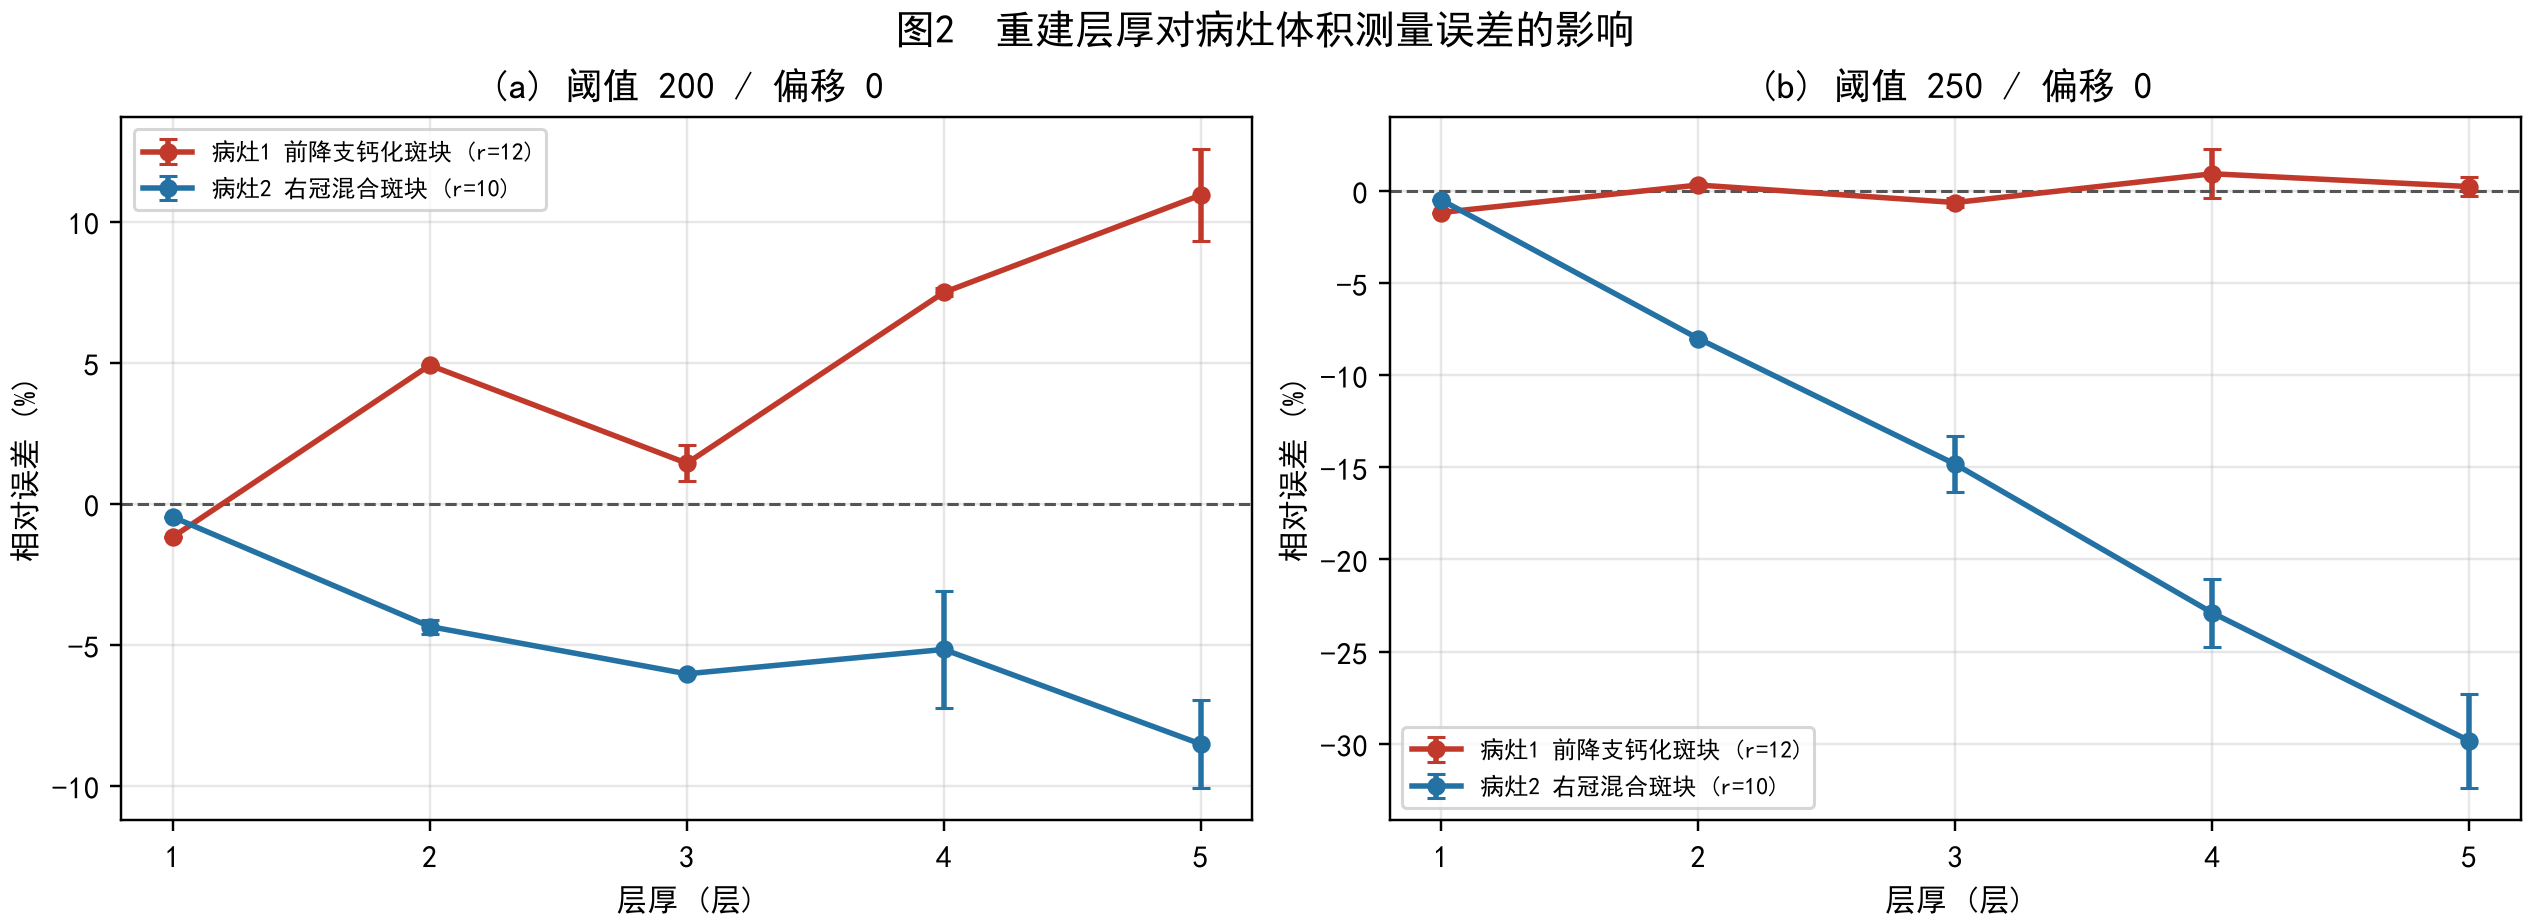 图2  重建层厚对病灶体积测量误差的影响
(a) 阈值 200 / 偏移 0
病灶1 前降支钙化斑块 (r=12)
病灶2 右冠混合斑块 (r=10)
10
5
0
−5
−10
相对误差 (%)
1 2 3 4 5
层厚 (层)
(b) 阈值 250 / 偏移 0
0
−5
−10
−15
−20
−25
−30
相对误差 (%)
病灶1 前降支钙化斑块 (r=12)
病灶2 右冠混合斑块 (r=10)
1 2 3 4 5
层厚 (层)